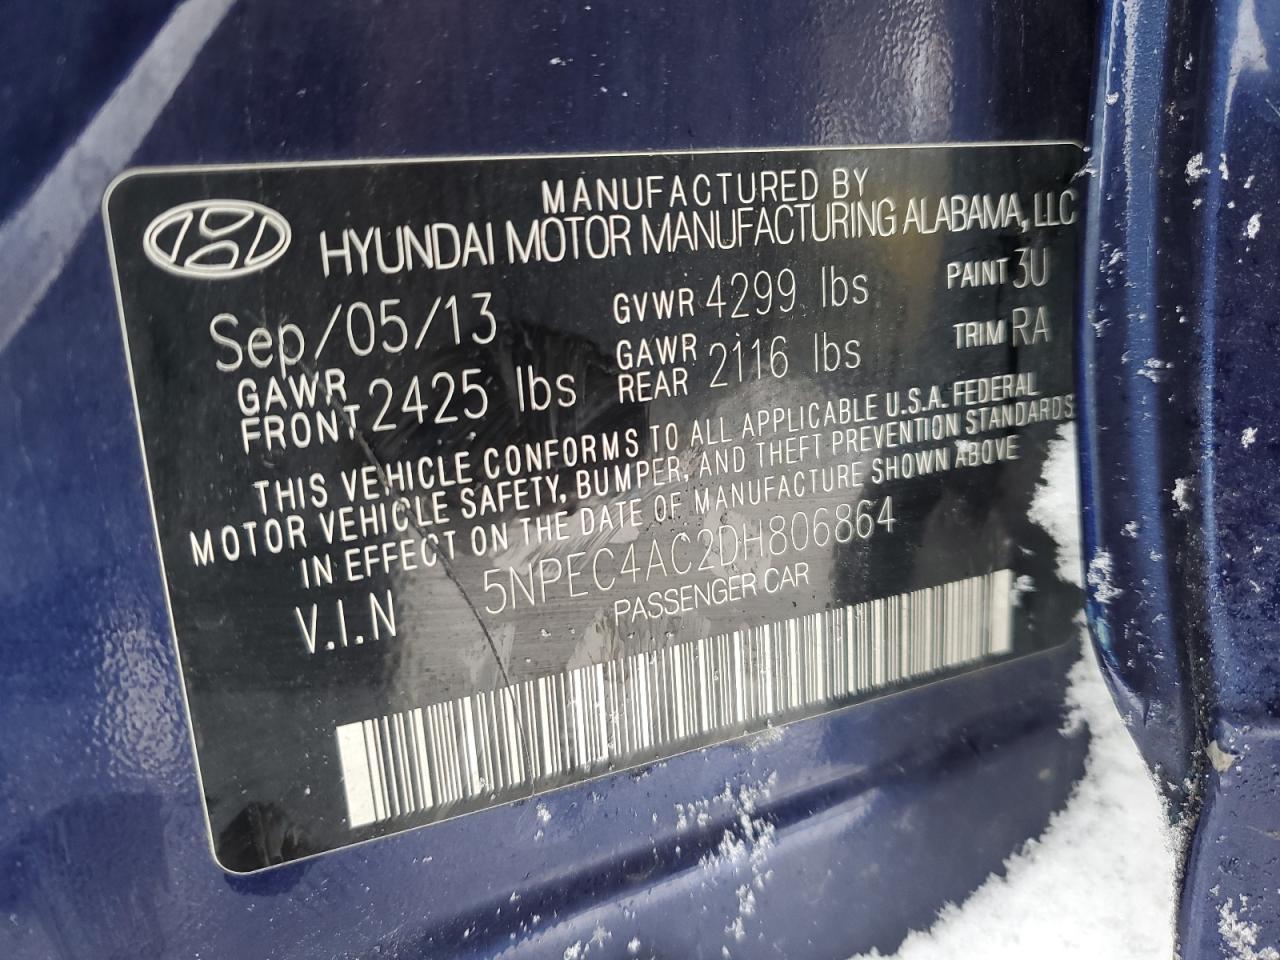 MANUFACTURED BY
HYUNDAI MOTOR MANUFACTURING ALABAMA, LLC
Sep/05/13 GVWR 4299 lbs PAINT 3U
GAWR FRONT 2425 lbs GAWR REAR 2116 lbs TRIM RA
THIS VEHICLE CONFORMS TO ALL APPLICABLE U.S.A. FEDERAL
MOTOR VEHICLE SAFETY, BUMPER, AND THEFT PREVENTION STANDARDS
IN EFFECT ON THE DATE OF MANUFACTURE SHOWN ABOVE
V.I.N 5NPEC4AC2DH806864
PASSENGER CAR